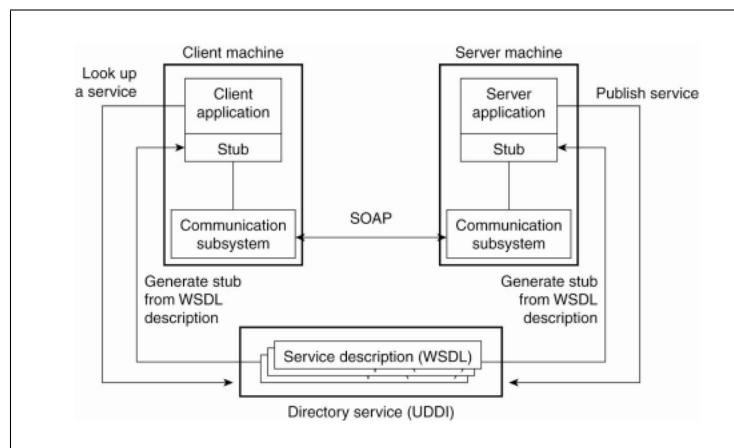 Client machine
Server machine
Look up
a service
Client
application
Stub
Server
application
Stub
Publish service
SOAP
Communication
subsystem
Communication
subsystem
Generate stub
from WSDL
description
Generate stub
from WSDL
description
Service description (WSDL)
Directory service (UDDI)